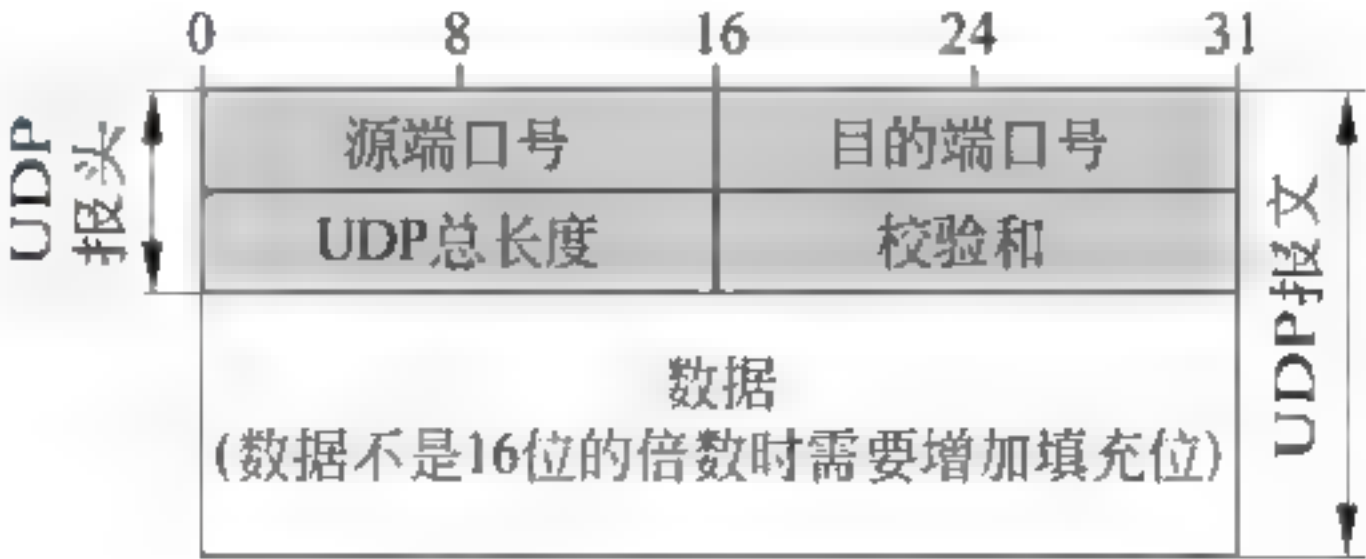 0 8 16 24 31
UDP
报头
源端口号 目的端口号
UDP总长度 校验和
数据
(数据不是16位的倍数时需要增加填充位)
UDP报文